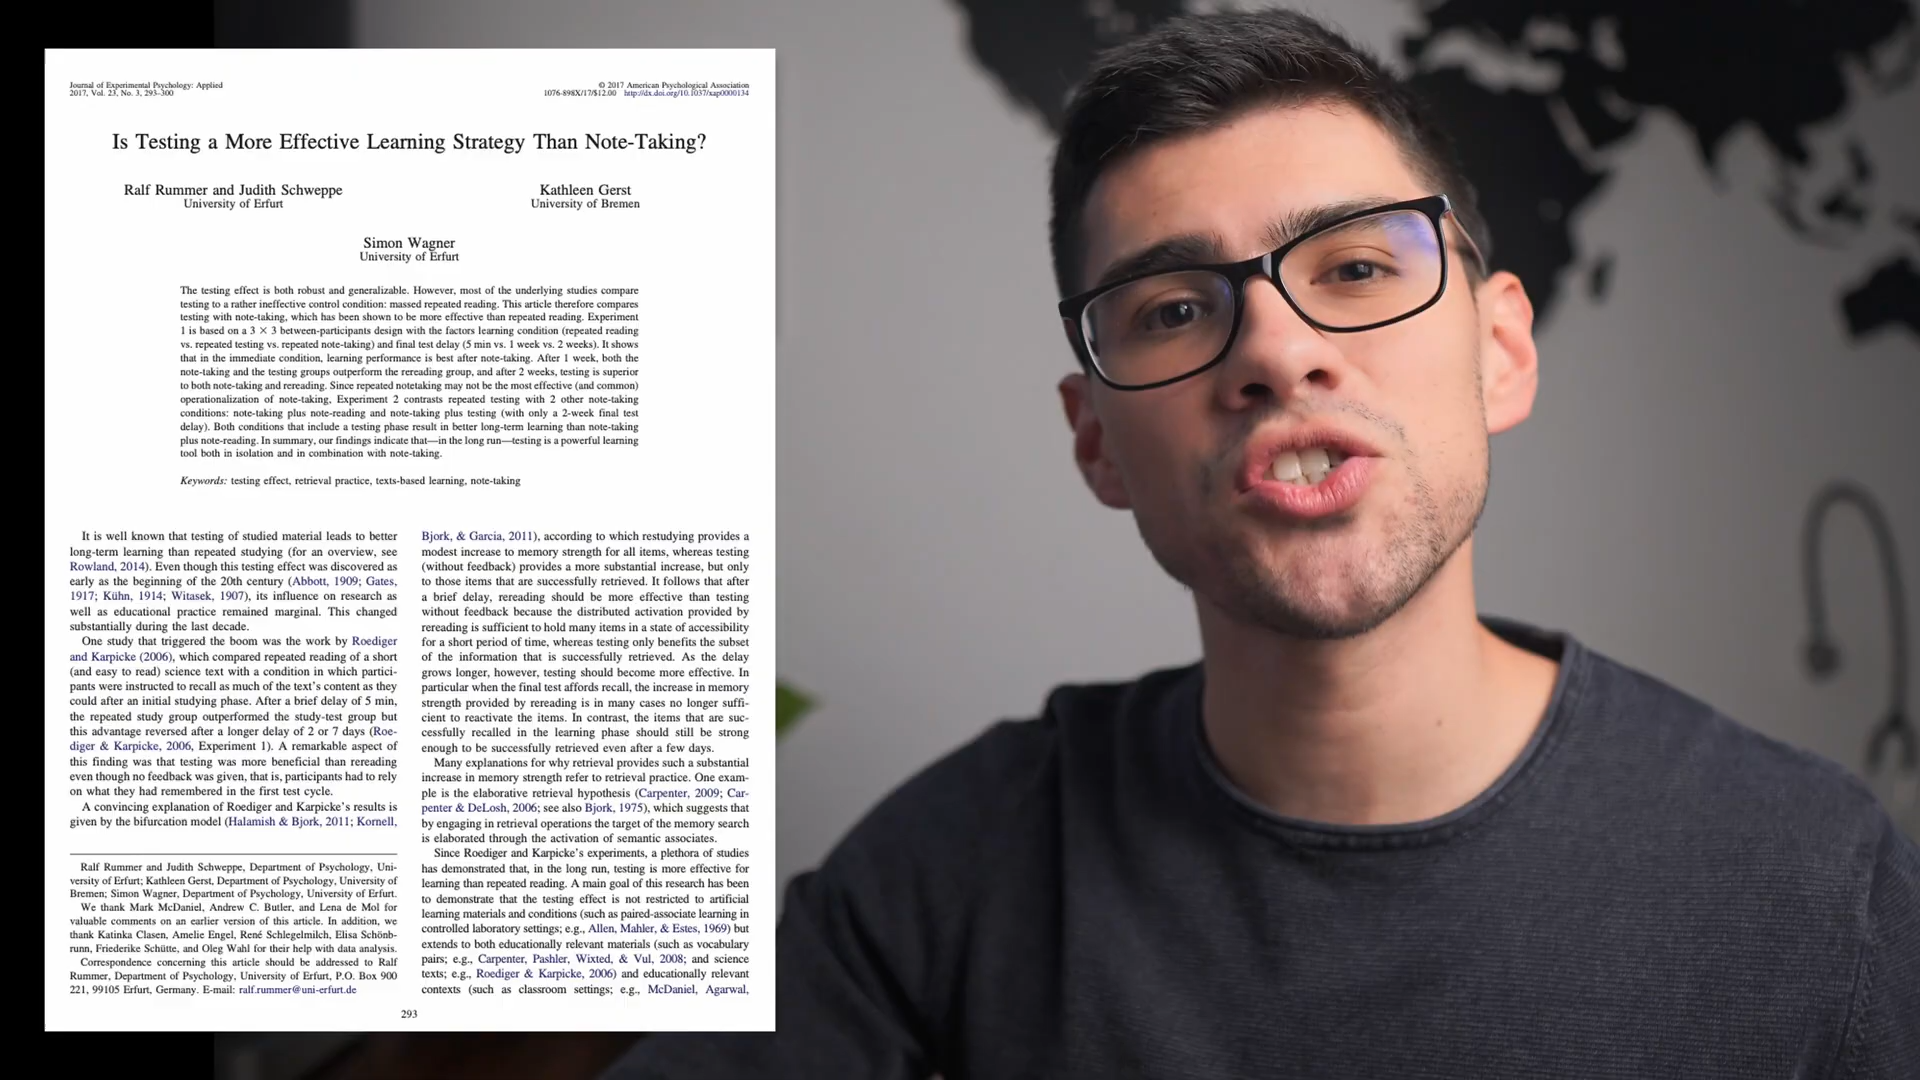 Journal of Experimental Psychology: Applied
2017, Vol. 23, No. 3, 293–300
© 2017 American Psychological Association
1076-898X/17/$12.00 http://dx.doi.org/10.1037/xap0000134
Is Testing a More Effective Learning Strategy Than Note-Taking?
Ralf Rummer and Judith Schweppe
University of Erfurt
Kathleen Gerst
University of Bremen
Simon Wagner
University of Erfurt
The testing effect is both robust and generalizable. However, most of the underlying studies compare
testing to a rather ineffective control condition: massed repeated reading. This article therefore compares
testing with note-taking, which has been shown to be more effective than repeated reading. Experiment
1 is based on a 3 × 3 between-participants design with the factors learning condition (repeated reading
vs. repeated testing vs. repeated note-taking) and final test delay (5 min vs. 1 week vs. 2 weeks). It shows
that in the immediate condition, learning performance is best after note-taking. After 1 week, both the
note-taking and the testing groups outperform the rereading group, and after 2 weeks, testing is superior
to both note-taking and rereading. Since repeated notetaking may not be the most effective (and common)
operationalization of note-taking, Experiment 2 contrasts repeated testing with 2 other note-taking
conditions: note-taking plus note-reading and note-taking plus testing (with only a 2-week final test
delay). Both conditions that include a testing phase result in better long-term learning than note-taking
plus note-reading. In summary, our findings indicate that—in the long run—testing is a powerful learning
tool both in isolation and in combination with note-taking.
Keywords: testing effect, retrieval practice, texts-based learning, note-taking
It is well known that testing of studied material leads to better
long-term learning than repeated studying (for an overview, see
Rowland, 2014). Even though this testing effect was discovered as
early as the beginning of the 20th century (Abbott, 1909; Gates,
1917; Kühn, 1914; Witasek, 1907), its influence on research as
well as educational practice remained marginal. This changed
substantially during the last decade.
One study that triggered the boom was the work by Roediger
and Karpicke (2006), which compared repeated reading of a short
(and easy to read) science text with a condition in which partici-
pants were instructed to recall as much of the text's content as they
could after an initial studying phase. After a brief delay of 5 min,
the repeated study group outperformed the study-test group but
this advantage reversed after a longer delay of 2 or 7 days (Roe-
diger & Karpicke, 2006, Experiment 1). A remarkable aspect of
this finding was that testing was more beneficial than rereading
even though no feedback was given, that is, participants had to rely
on what they had remembered in the first test cycle.
A convincing explanation of Roediger and Karpicke's results is
given by the bifurcation model (Halamish & Bjork, 2011; Kornell,
Ralf Rummer and Judith Schweppe, Department of Psychology, Uni-
versity of Erfurt; Kathleen Gerst, Department of Psychology, University of
Bremen; Simon Wagner, Department of Psychology, University of Erfurt.
We thank Mark McDaniel, Andrew C. Butler, and Lena de Mol for
valuable comments on an earlier version of this article. In addition, we
thank Katinka Clasen, Amelie Engel, René Schlegelmilch, Elisa Schönb-
runn, Friederike Schütte, and Oleg Wahl for their help with data analysis.
Correspondence concerning this article should be addressed to Ralf
Rummer, Department of Psychology, University of Erfurt, P.O. Box 900
221, 99105 Erfurt, Germany. E-mail: ralf.rummer@uni-erfurt.de
Bjork, & Garcia, 2011), according to which restudying provides a
modest increase to memory strength for all items, whereas testing
(without feedback) provides a more substantial increase, but only
to those items that are successfully retrieved. It follows that after
a brief delay, rereading should be more effective than testing
without feedback because the distributed activation provided by
rereading is sufficient to hold many items in a state of accessibility
for a short period of time, whereas testing only benefits the subset
of the information that is successfully retrieved. As the delay
grows longer, however, testing should become more effective. In
particular when the final test affords recall, the increase in memory
strength provided by rereading is in many cases no longer suffi-
cient to reactivate the items. In contrast, the items that are suc-
cessfully recalled in the learning phase should still be strong
enough to be successfully retrieved even after a few days.
Many explanations for why retrieval provides such a substantial
increase in memory strength refer to retrieval practice. One exam-
ple is the elaborative retrieval hypothesis (Carpenter, 2009; Car-
penter & DeLosh, 2006; see also Bjork, 1975), which suggests that
by engaging in retrieval operations the target of the memory search
is elaborated through the activation of semantic associates.
Since Roediger and Karpicke's experiments, a plethora of studies
has demonstrated that, in the long run, testing is more effective for
learning than repeated reading. A main goal of this research has been
to demonstrate that the testing effect is not restricted to artificial
learning materials and conditions (such as paired-associate learning in
controlled laboratory settings; e.g., Allen, Mahler, & Estes, 1969) but
extends to both educationally relevant materials (such as vocabulary
pairs; e.g., Carpenter, Pashler, Wixted, & Vul, 2008; and science
texts; e.g., Roediger & Karpicke, 2006) and educationally relevant
contexts (such as classroom settings; e.g., McDaniel, Agarwal,
293